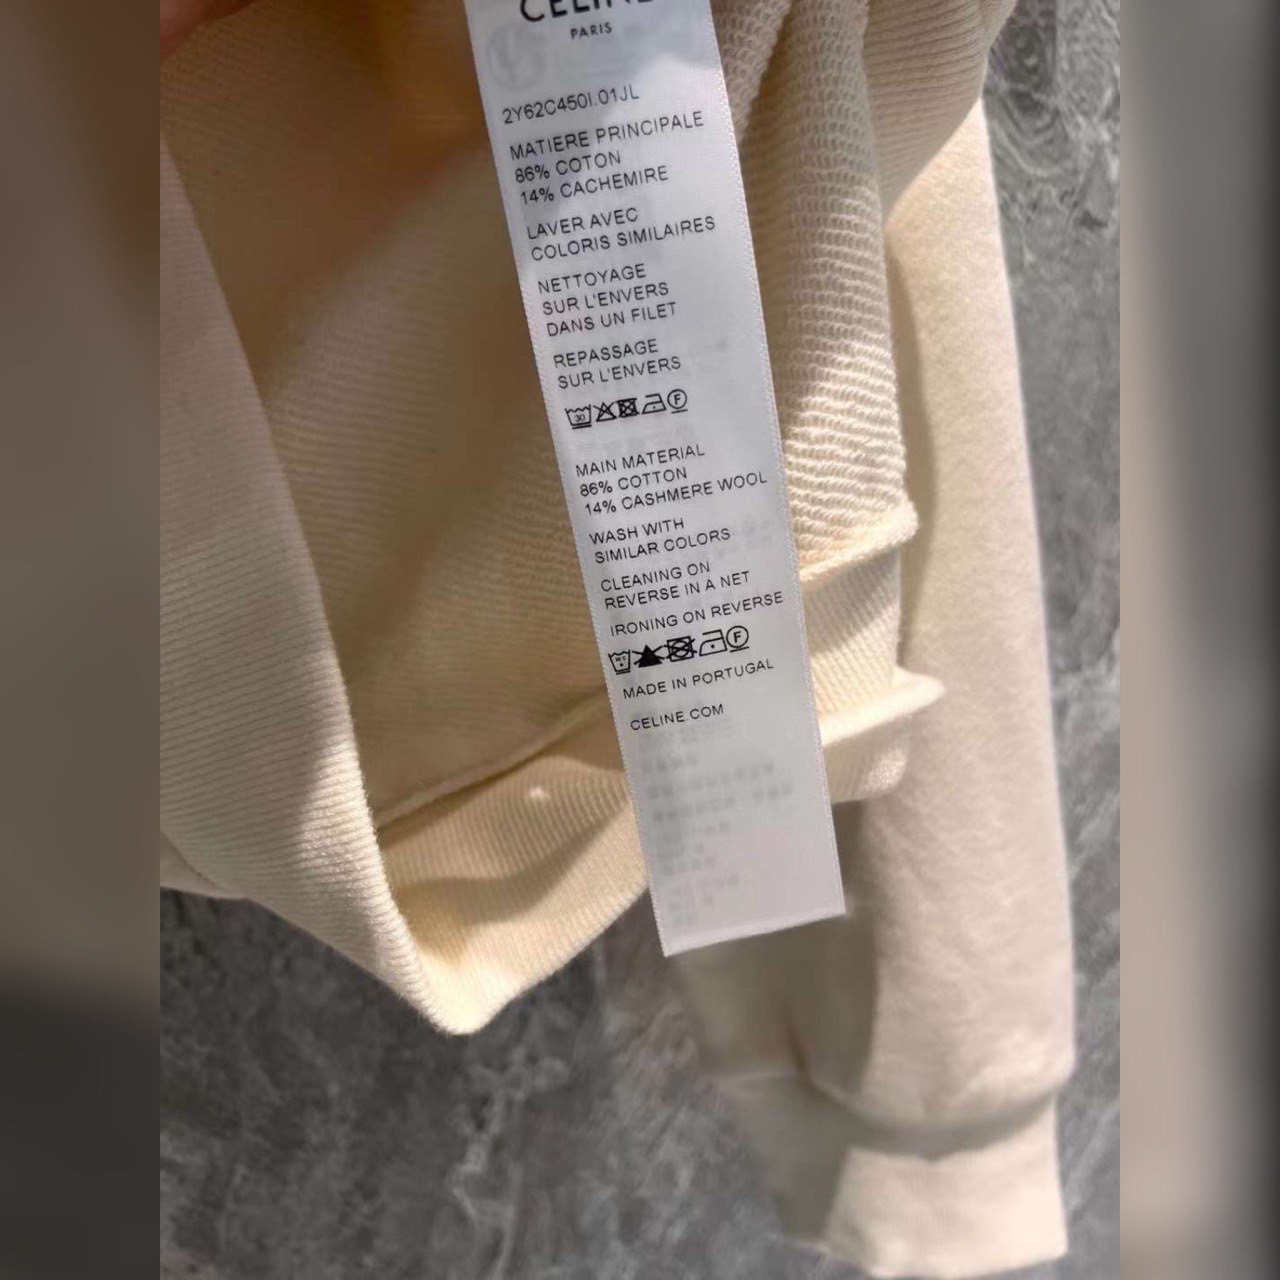 CELINE
PARIS
2Y62C450I.01JL
MATIERE PRINCIPALE
86% COTON
14% CACHEMIRE
LAVER AVEC
COLORIS SIMILAIRES
NETTOYAGE
SUR L'ENVERS
DANS UN FILET
REPASSAGE
SUR L'ENVERS
30 F
MAIN MATERIAL
86% COTTON
14% CASHMERE WOOL
WASH WITH
SIMILAR COLORS
CLEANING ON
REVERSE IN A NET
IRONING ON REVERSE
F
MADE IN PORTUGAL
CELINE.COM